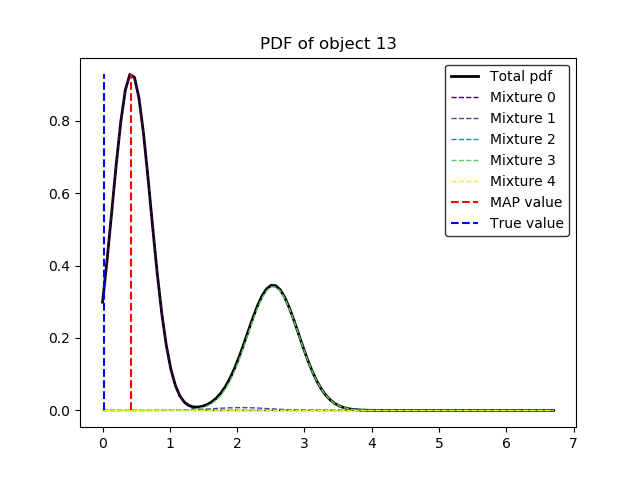 PDF of object 13
Total pdf
Mixture 0
Mixture 1
Mixture 2
Mixture 3
Mixture 4
MAP value
True value
0.8
0.6
0.4
0.2
0.0
0 1 2 3 4 5 6 7